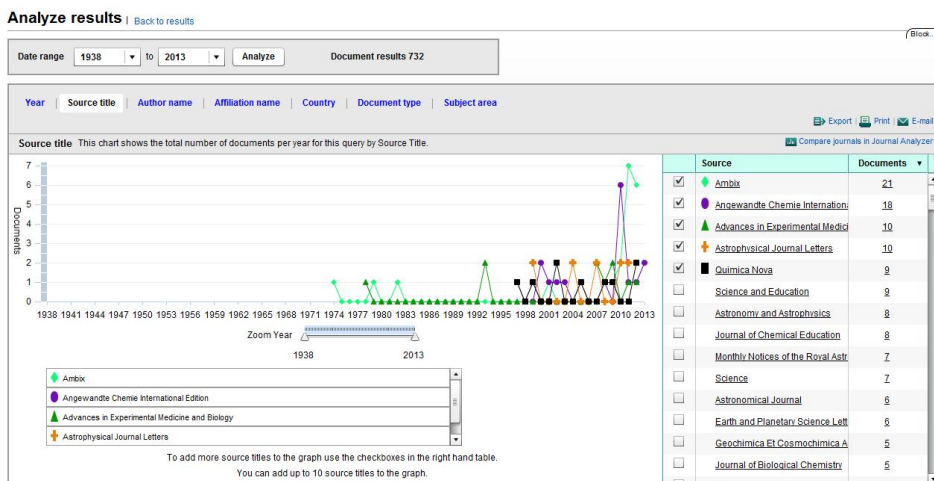 Analyze results | Back to results
Block..
Date range 1938 to 2013 Analyze Document results 732
Year | Source title | Author name | Affiliation name | Country | Document type | Subject area
Export | Print | E-mail
Source title This chart shows the total number of documents per year for this query by Source Title.
Compare journals in Journal Analyzer
7
6
5
4
3
2
1
0
Documents
1938 1941 1944 1947 1950 1953 1956 1959 1962 1965 1968 1971 1974 1977 1980 1983 1986 1989 1992 1995 1998 2001 2004 2007 2010 2013
Zoom Year
1938 2013
Ambix
Angewandte Chemie International Edition
Advances in Experimental Medicine and Biology
Astrophysical Journal Letters
To add more source titles to the graph use the checkboxes in the right hand table.
You can add up to 10 source titles to the graph.
Source Documents
Ambix 21
Angewandte Chemie Internationa 18
Advances in Experimental Medici 10
Astrophysical Journal Letters 10
Quimica Nova 9
Science and Education 9
Astronomy and Astrophysics 8
Journal of Chemical Education 8
Monthly Notices of the Royal Astr 7
Science 7
Astronomical Journal 6
Earth and Planetary Science Lett 6
Geochimica Et Cosmochimica A 5
Journal of Biological Chemistry 5